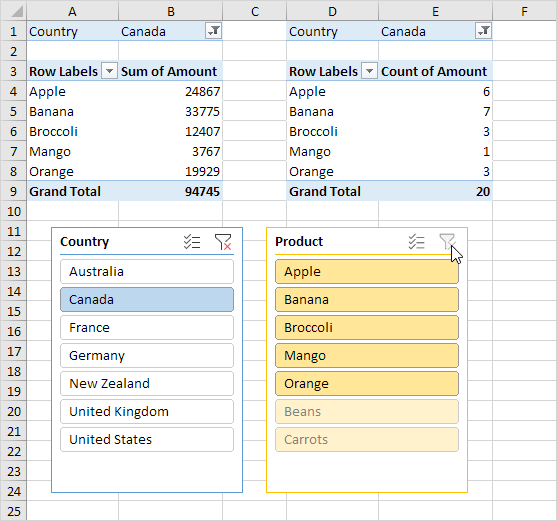 A B C D E F
1 Country Canada Country Canada
2
3 Row Labels Sum of Amount Row Labels Count of Amount
4 Apple 24867 Apple 6
5 Banana 33775 Banana 7
6 Broccoli 12407 Broccoli 3
7 Mango 3767 Mango 1
8 Orange 19929 Orange 3
9 Grand Total 94745 Grand Total 20
10
11
12 Country Product
13 Australia Apple
14 Canada Banana
15
16 France Broccoli
17 Germany Mango
18
19 New Zealand Orange
20 United Kingdom Beans
21
22 United States Carrots
23
24
25